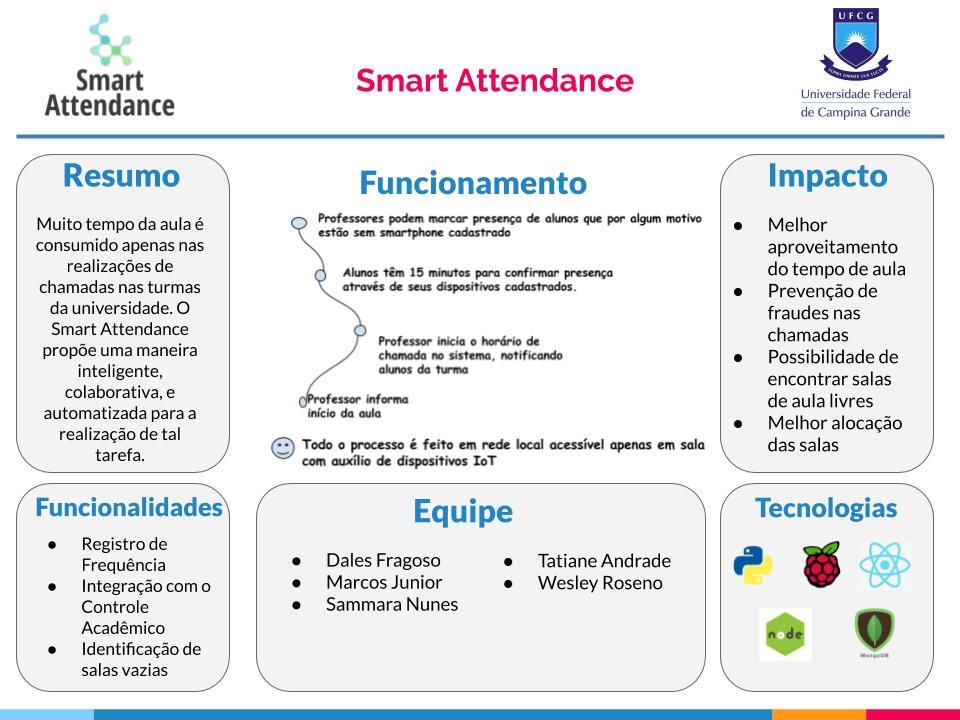 Smart
Attendance
Smart Attendance
UFCG
Universidade Federal
de Campina Grande
Resumo
Muito tempo da aula é
consumido apenas nas
realizações de
chamadas nas turmas
da universidade. O
Smart Attendance
propõe uma maneira
inteligente,
colaborativa, e
automatizada para a
realização de tal
tarefa.
Funcionamento
Professores podem marcar presença de alunos que por algum motivo
estão sem smartphone cadastrado
Alunos têm 15 minutos para confirmar presença
através de seus dispositivos cadastrados.
Professor inicia o horário de
chamada no sistema, notificando
alunos da turma
Professor informa
início da aula
Todo o processo é feito em rede local acessível apenas em sala
com auxílio de dispositivos IoT
Impacto
● Melhor
aproveitamento
do tempo de aula
● Prevenção de
fraudes nas
chamadas
● Possibilidade de
encontrar salas
de aula livres
● Melhor alocação
das salas
Funcionalidades
● Registro de
Frequência
● Integração com o
Controle
Acadêmico
● Identificação de
salas vazias
Equipe
● Dales Fragoso
● Marcos Junior
● Sammara Nunes
● Tatiane Andrade
● Wesley Roseno
Tecnologias
node
MongoDB